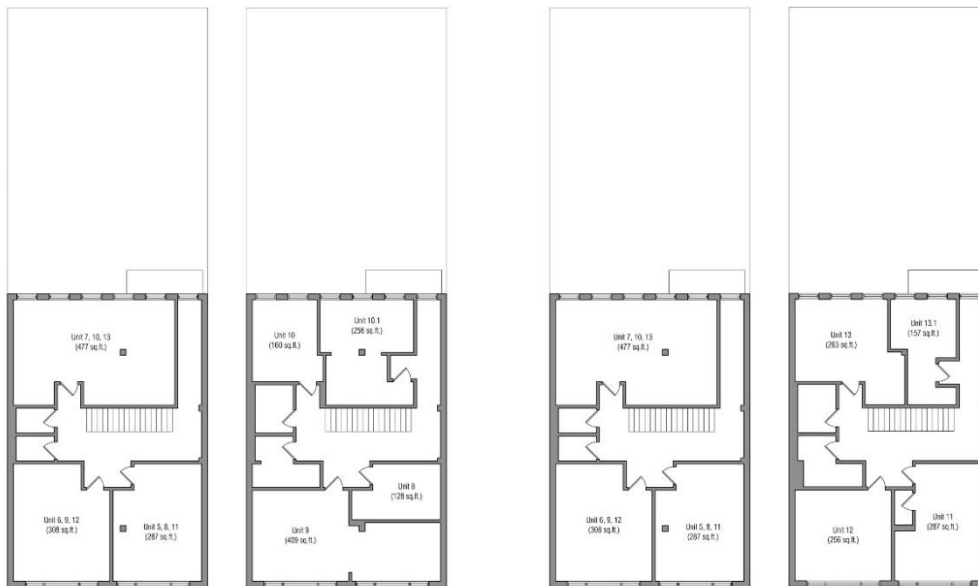 Unit 7, 10, 13
(477 sq.ft.)
Unit 6, 9, 12
(308 sq.ft.)
Unit 5, 8, 11
(287 sq.ft.)
Unit 10
(160 sq.ft.)
Unit 10.1
(256 sq.ft.)
Unit 8
(128 sq.ft.)
Unit 9
(409 sq.ft.)
Unit 7, 10, 13
(477 sq.ft.)
Unit 6, 9, 12
(308 sq.ft.)
Unit 5, 8, 11
(287 sq.ft.)
Unit 13
(263 sq.ft.)
Unit 13.1
(157 sq.ft.)
Unit 12
(256 sq.ft.)
Unit 11
(287 sq.ft.)